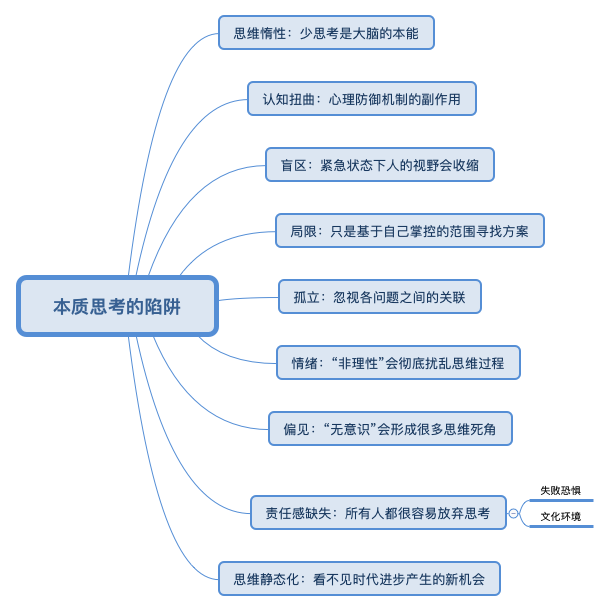 思维惰性：少思考是大脑的本能
认知扭曲：心理防御机制的副作用
盲区：紧急状态下人的视野会收缩
局限：只是基于自己掌控的范围寻找方案
本质思考的陷阱
孤立：忽视各问题之间的关联
情绪：“非理性”会彻底扰乱思维过程
偏见：“无意识”会形成很多思维死角
责任感缺失：所有人都很容易放弃思考
失败恐惧
文化环境
思维静态化：看不见时代进步产生的新机会